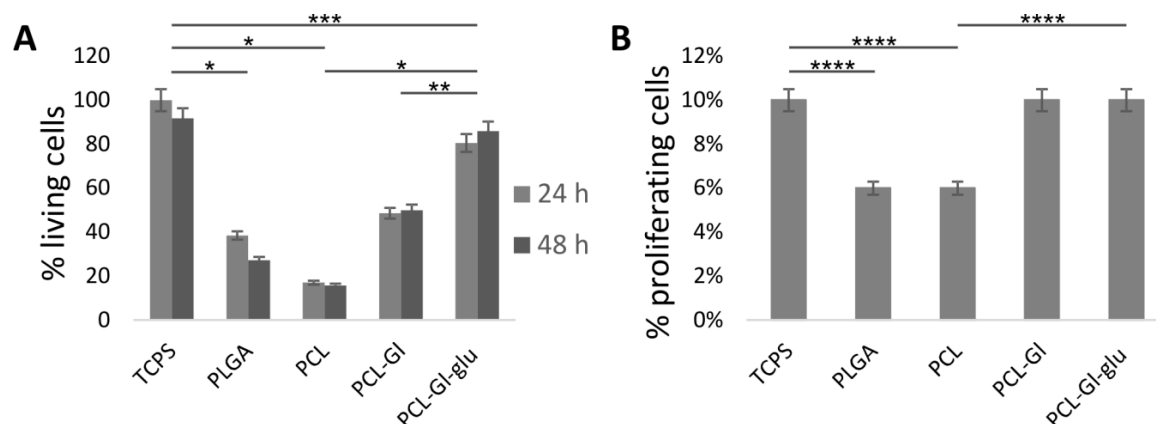 A
***
*
*
*
**
% living cells
120
100
80
60
40
20
0
TCPS
PLGA
PCL
PCL-Gl
PCL-Gl-glu
24 h
48 h
B
****
****
****
% proliferating cells
12%
10%
8%
6%
4%
2%
0%
TCPS
PLGA
PCL
PCL-Gl
PCL-Gl-glu